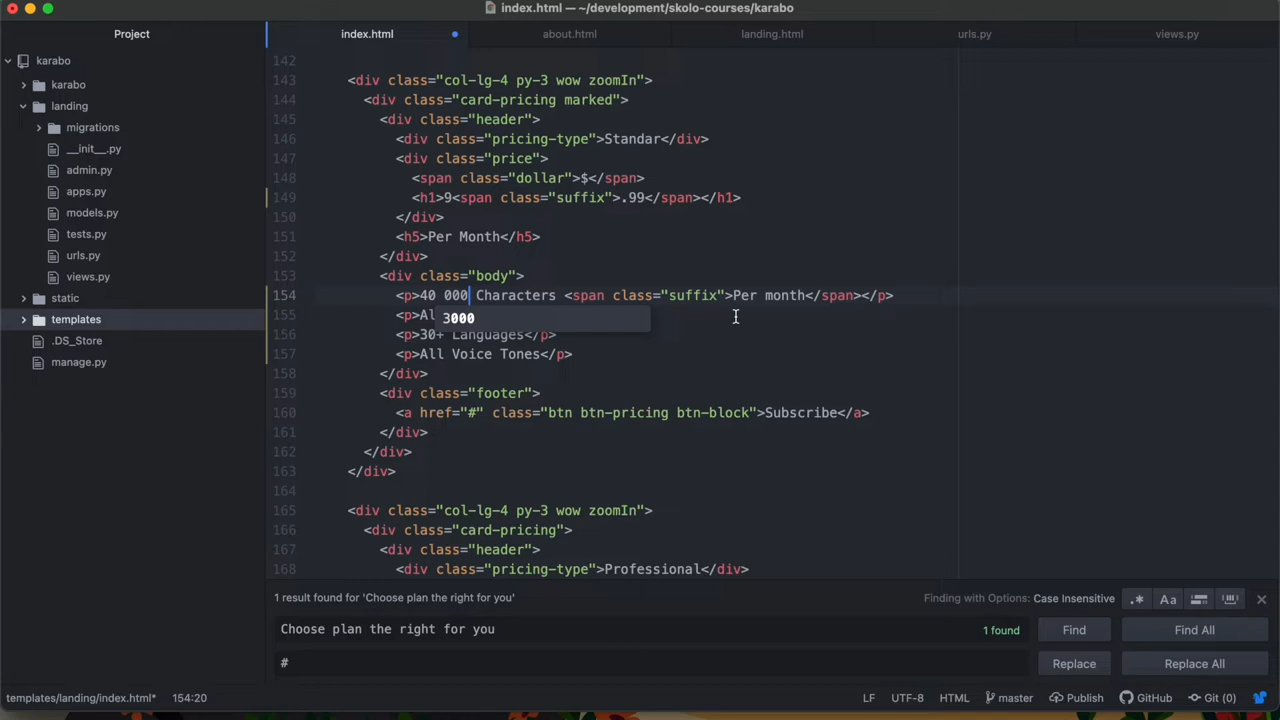 index.html — ~/development/skolo-courses/karabo
Project
index.html
about.html
landing.html
urls.py
views.py
karabo
karabo
landing
migrations
__init__.py
admin.py
apps.py
models.py
tests.py
urls.py
views.py
static
templates
.DS_Store
manage.py
142
143 <div class="col-lg-4 py-3 wow zoomIn">
144 <div class="card-pricing marked">
145 <div class="header">
146 <div class="pricing-type">Standar</div>
147 <div class="price">
148 <span class="dollar">$</span>
149 <h1>9<span class="suffix">.99</span></h1>
150 </div>
151 <h5>Per Month</h5>
152 </div>
153 <div class="body">
154 <p>40 000 Characters <span class="suffix">Per month</span></p>
155 <p>Al
3000
156 <p>30+ Languages</p>
157 <p>All Voice Tones</p>
158 </div>
159 <div class="footer">
160 <a href="#" class="btn btn-pricing btn-block">Subscribe</a>
161 </div>
162 </div>
163 </div>
164
165 <div class="col-lg-4 py-3 wow zoomIn">
166 <div class="card-pricing">
167 <div class="header">
168 <div class="pricing-type">Professional</div>
1 result found for 'Choose plan the right for you'
Finding with Options: Case Insensitive
.*
Aa
Choose plan the right for you
1 found
Find
Find All
#
Replace
Replace All
templates/landing/index.html*
154:20
LF
UTF-8
HTML
master
Publish
GitHub
Git (0)